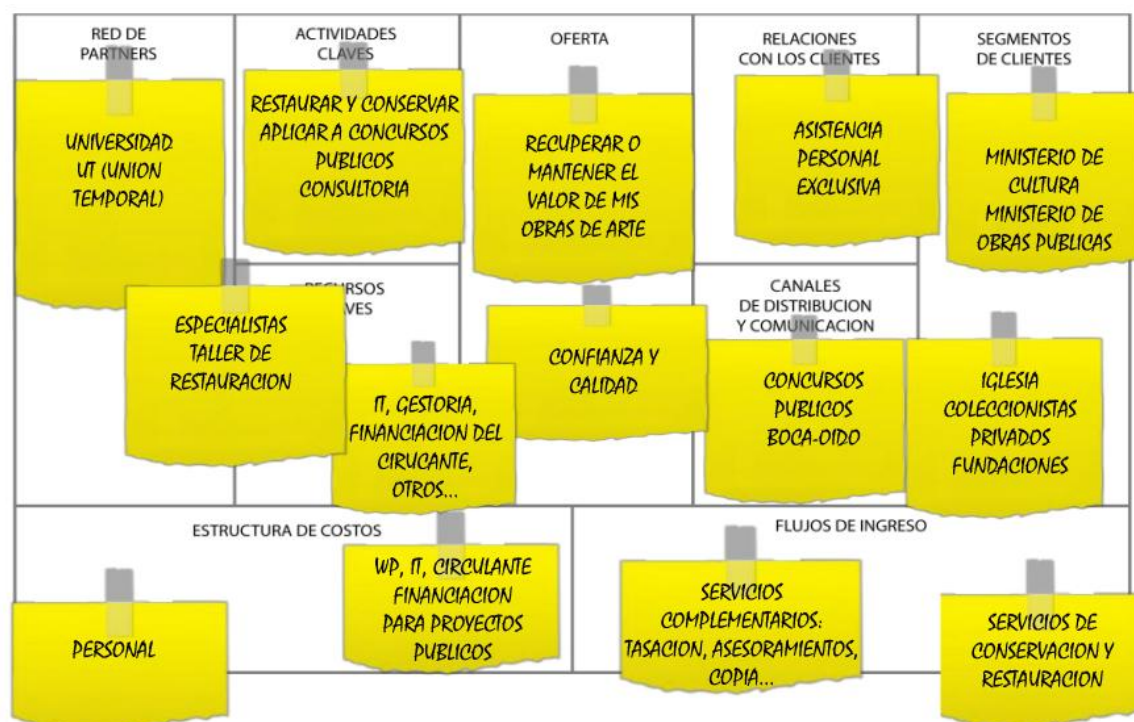 RED DE
PARTNERS
UNIVERSIDAD
UT (UNION
TEMPORAL)
ACTIVIDADES
CLAVES
RESTAURAR Y CONSERVAR
APLICAR A CONCURSOS
PUBLICOS
CONSULTORIA
OFERTA
RECUPERAR O
MANTENER EL
VALOR DE MIS
OBRAS DE ARTE
RELACIONES
CON LOS CLIENTES
ASISTENCIA
PERSONAL
EXCLUSIVA
SEGMENTOS
DE CLIENTES
MINISTERIO DE
CULTURA
MINISTERIO DE
OBRAS PUBLICAS
ESPECIALISTAS
TALLER DE
RESTAURACION
IT, GESTORIA,
FINANCIACION DEL
CIRUCANTE,
OTROS...
CONFIANZA Y
CALIDAD
CANALES
DE DISTRIBUCION
Y COMUNICACION
CONCURSOS
PUBLICOS
BOCA-OIDO
IGLESIA
COLECCIONISTAS
PRIVADOS
FUNDACIONES
ESTRUCTURA DE COSTOS
PERSONAL
WP, IT, CIRCULANTE
FINANCIACION
PARA PROYECTOS
PUBLICOS
FLUJOS DE INGRESO
SERVICIOS
COMPLEMENTARIOS:
TASACION, ASESORAMIENTOS,
COPIA...
SERVICIOS DE
CONSERVACION Y
RESTAURACION